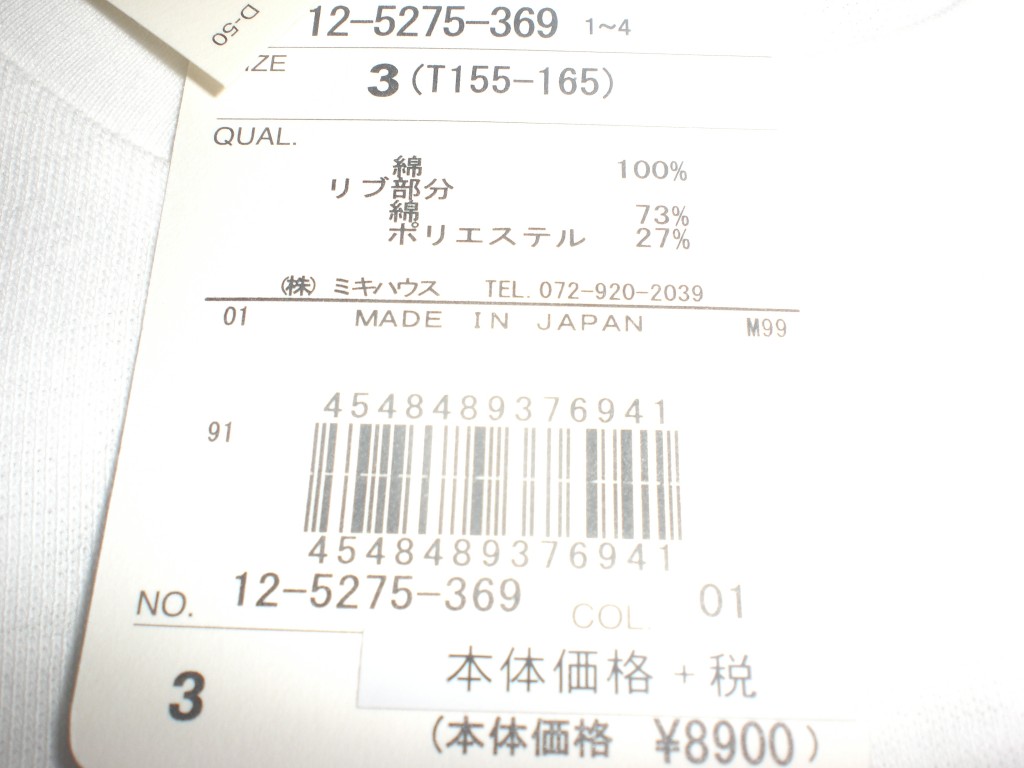 D-50
12-5275-369 1~4
IZE
3 (T155-165)
QUAL.
綿 100%
リブ部分
綿 73%
ポリエステル 27%
(株) ミキハウス TEL. 072-920-2039
01 MADE IN JAPAN M99
4548489376941
91
4548489376941
NO. 12-5275-369 COL. 01
本体価格+税
3
(本体価格 ¥8900)